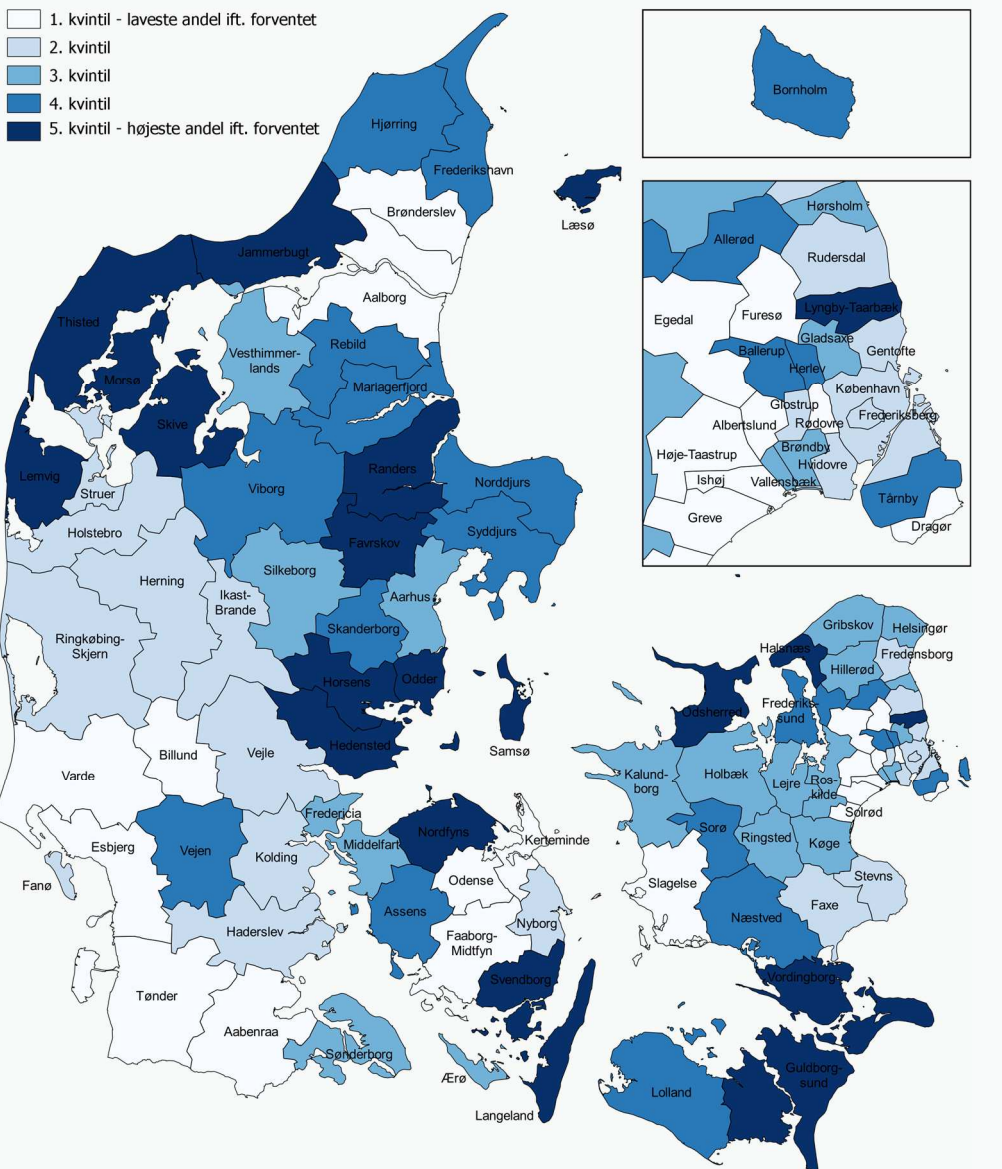 1. kvintil - laveste andel ift. forventet
2. kvintil
3. kvintil
4. kvintil
5. kvintil - højeste andel ift. forventet
Bornholm
Hjørring
Frederikshavn
Brønderslev
Læsø
Jammerbugt
Aalborg
Thisted
Vesthimmer-
lands
Rebild
Morsø
Mariagerfjord
Skive
Lemvig
Struer
Viborg
Randers
Norddjurs
Holstebro
Favrskov
Syddjurs
Silkeborg
Herning
Ikast-
Brande
Aarhus
Skanderborg
Ringkøbing-
Skjern
Horsens
Odder
Samsø
Hedensted
Vejle
Billund
Varde
Fredericia
Middelfart
Nordfyns
Kerteminde
Esbjerg
Vejen
Kolding
Odense
Fanø
Assens
Nyborg
Haderslev
Faaborg-
Midtfyn
Svendborg
Tønder
Aabenraa
Sønderborg
Ærø
Langeland
Hørsholm
Allerød
Rudersdal
Lyngby-Taarbæk
Egedal
Furesø
Gladsaxe
Ballerup
Gentofte
Herlev
København
Glostrup
Frederiksberg
Rødovre
Albertslund
Brøndby
Høje-Taastrup
Hvidovre
Ishøj
Vallensbæk
Tårnby
Greve
Dragør
Gribskov
Helsingør
Halsnæs
Fredensborg
Hillerød
Odsherred
Frederiks-
sund
Kalund-
borg
Holbæk
Lejre
Ros-
kilde
Solrød
Sorø
Ringsted
Køge
Slagelse
Stevns
Faxe
Næstved
Vordingborg
Guldborg-
sund
Lolland